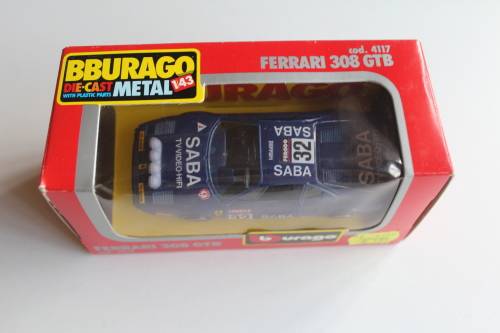 BBURAGO
DIE-CAST METAL 1/43
WITH PLASTIC PARTS
cod. 4117
FERRARI 308 GTB
BURAGO
SABA
TV·VIDEO·HIFI
SABA
32
FERODO
SABA
SABA
FERRARI 308 GTB
Burago